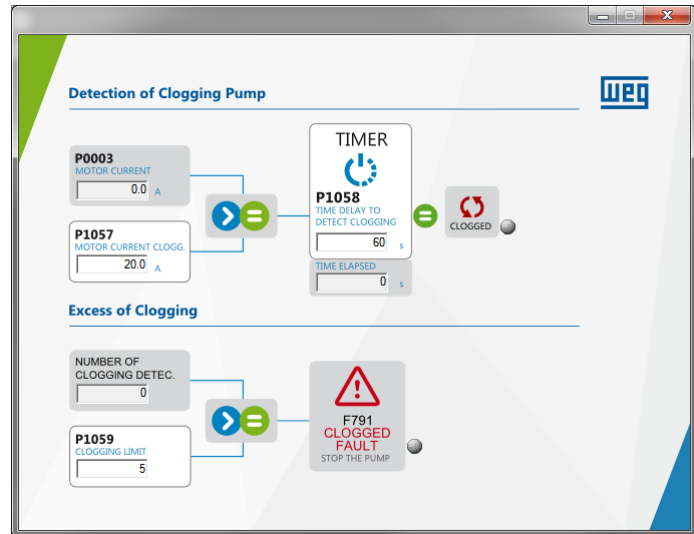 Detection of Clogging Pump
WEG
P0003
MOTOR CURRENT
0.0 A
P1057
MOTOR CURRENT CLOGG.
20.0 A
TIMER
P1058
TIME DELAY TO
DETECT CLOGGING
60 s
TIME ELAPSED
0 s
CLOGGED
Excess of Clogging
NUMBER OF
CLOGGING DETEC.
0
P1059
CLOGGING LIMIT
5
F791
CLOGGED
FAULT
STOP THE PUMP